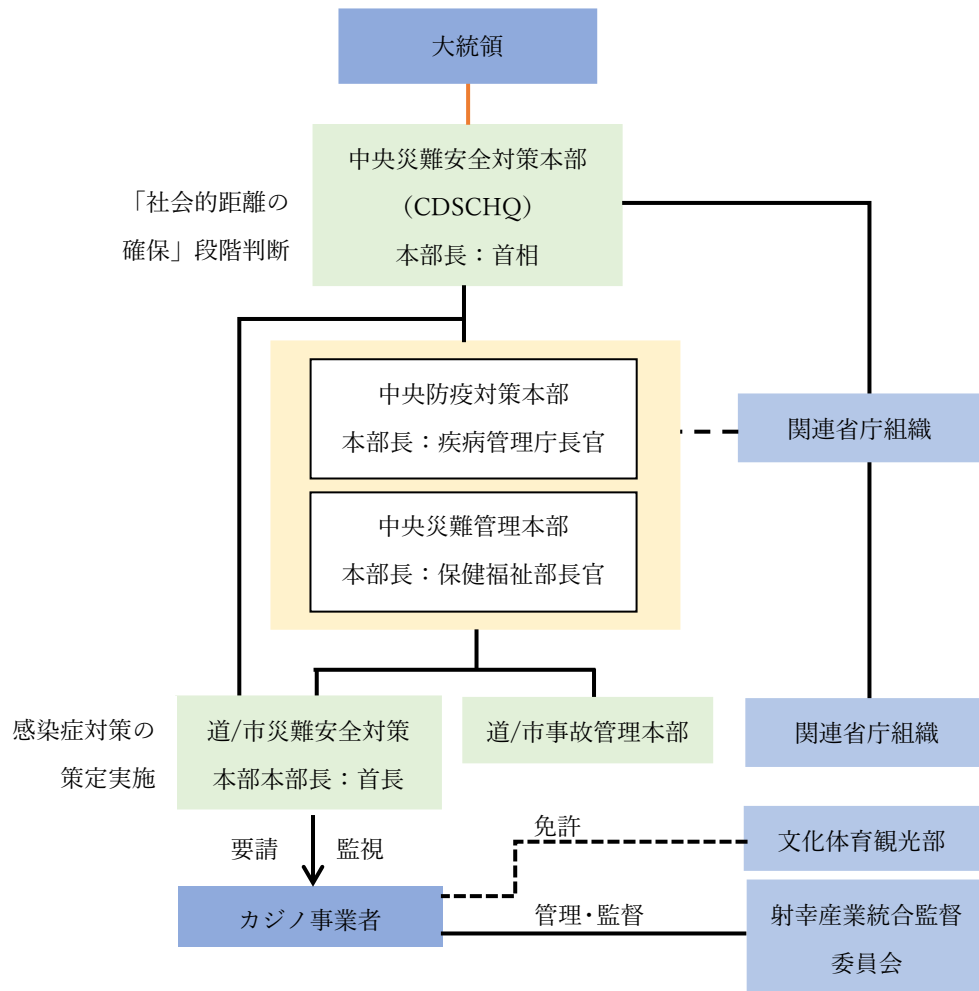 大統領
中央災難安全対策本部
（CDSCHQ）
本部長：首相
「社会的距離の
確保」段階判断
中央防疫対策本部
本部長：疾病管理庁長官
関連省庁組織
中央災難管理本部
本部長：保健福祉部長官
感染症対策の
策定実施
道/市災難安全対策
本部本部長：首長
道/市事故管理本部
関連省庁組織
要請
監視
免許
文化体育観光部
カジノ事業者
管理・監督
射幸産業統合監督
委員会